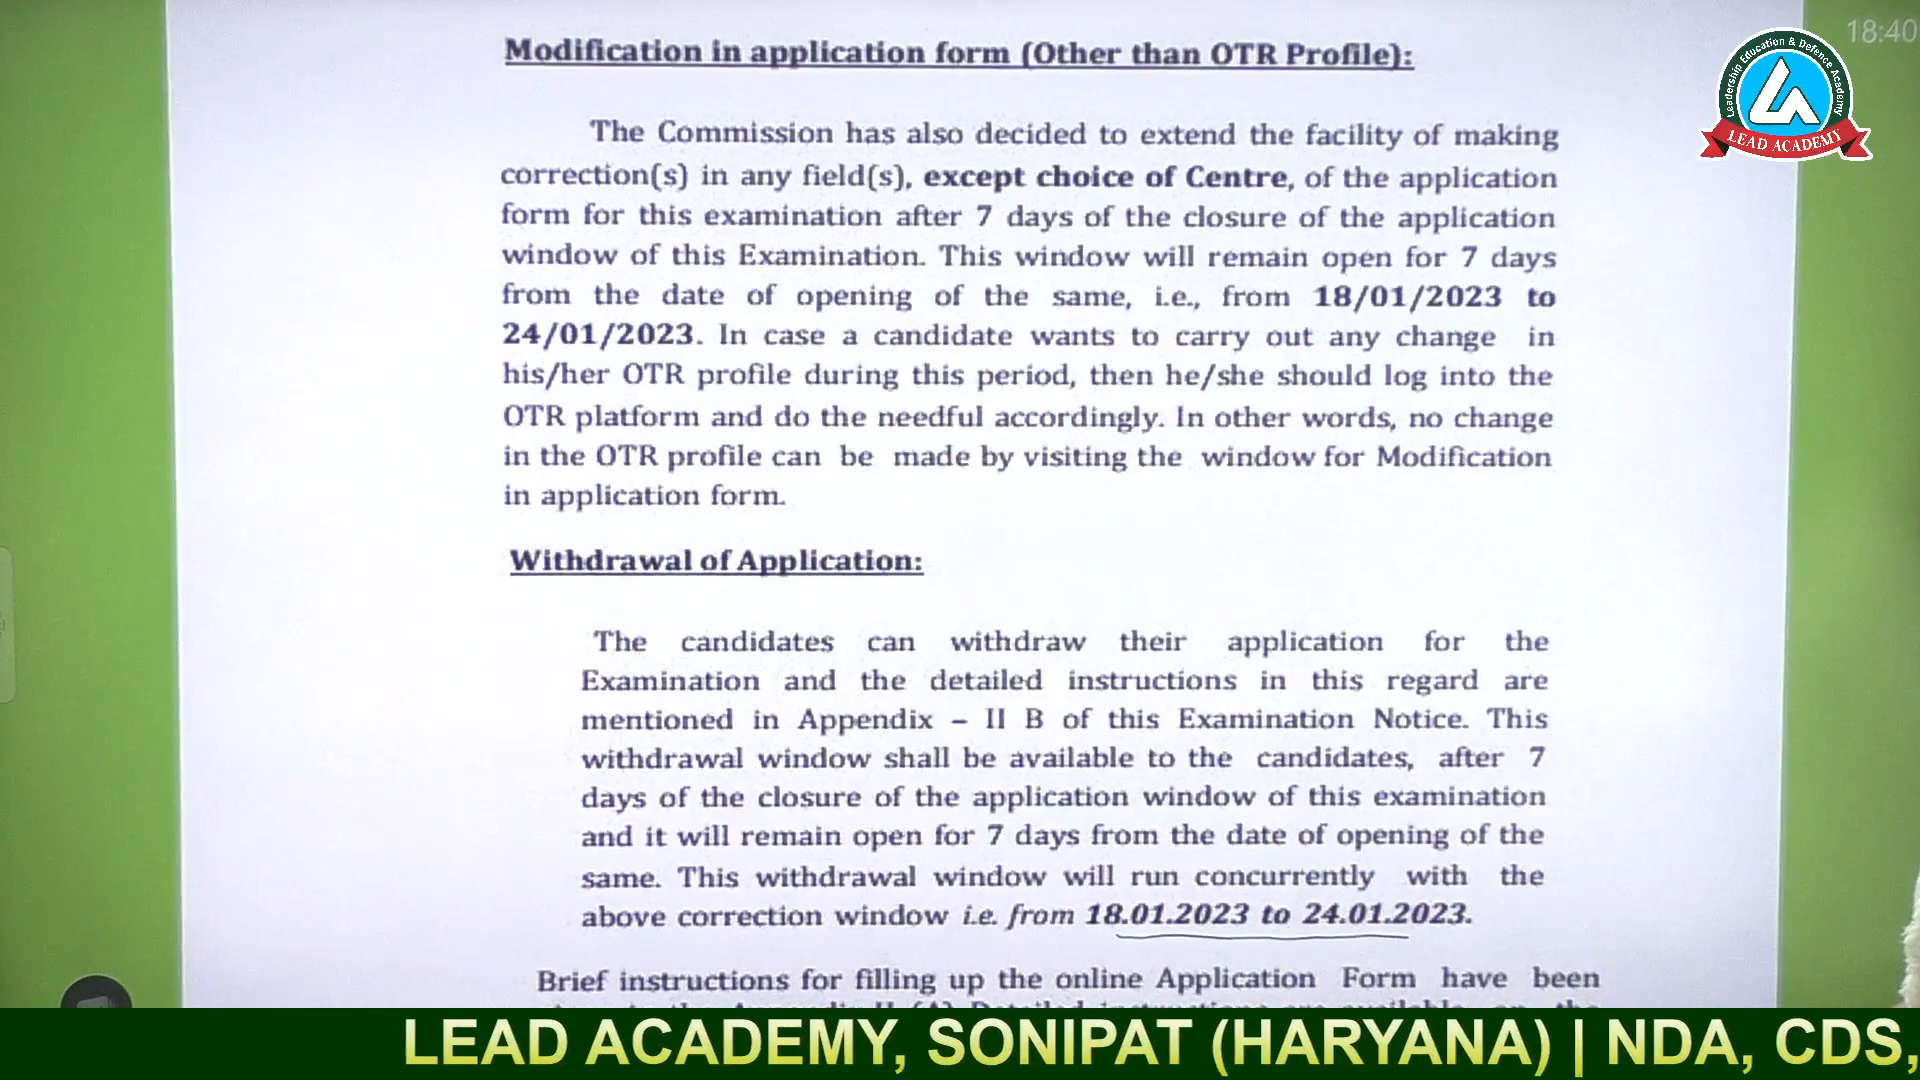 Modification in application form (Other than OTR Profile):
18:40
Leadership Education & Defence Academy
LEAD ACADEMY
The Commission has also decided to extend the facility of making
correction(s) in any field(s), except choice of Centre, of the application
form for this examination after 7 days of the closure of the application
window of this Examination. This window will remain open for 7 days
from the date of opening of the same, i.e., from 18/01/2023 to
24/01/2023. In case a candidate wants to carry out any change in
his/her OTR profile during this period, then he/she should log into the
OTR platform and do the needful accordingly. In other words, no change
in the OTR profile can be made by visiting the window for Modification
in application form.
Withdrawal of Application:
The candidates can withdraw their application for the
Examination and the detailed instructions in this regard are
mentioned in Appendix – II B of this Examination Notice. This
withdrawal window shall be available to the candidates, after 7
days of the closure of the application window of this examination
and it will remain open for 7 days from the date of opening of the
same. This withdrawal window will run concurrently with the
above correction window i.e. from 18.01.2023 to 24.01.2023.
Brief instructions for filling up the online Application Form have been
LEAD ACADEMY, SONIPAT (HARYANA) | NDA, CDS,